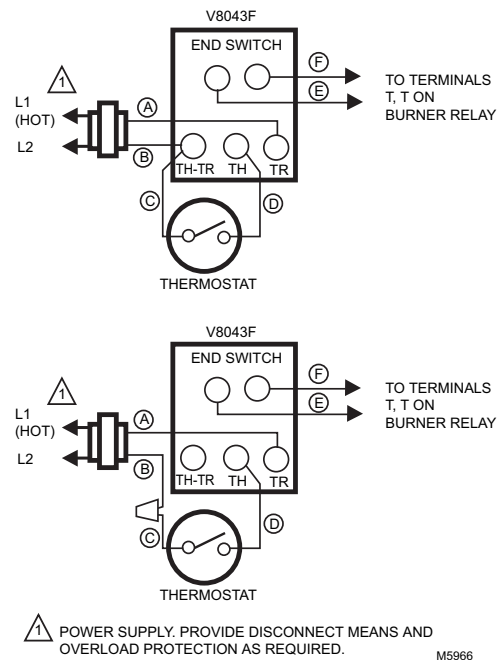 V8043F
END SWITCH
F
E
TO TERMINALS
T, T ON
BURNER RELAY
1
L1
(HOT)
L2
A
B
TH-TR TH TR
C
D
THERMOSTAT
V8043F
END SWITCH
F
E
TO TERMINALS
T, T ON
BURNER RELAY
1
L1
(HOT)
L2
A
B
TH-TR TH TR
C
D
THERMOSTAT
1 POWER SUPPLY. PROVIDE DISCONNECT MEANS AND
OVERLOAD PROTECTION AS REQUIRED.
M5966